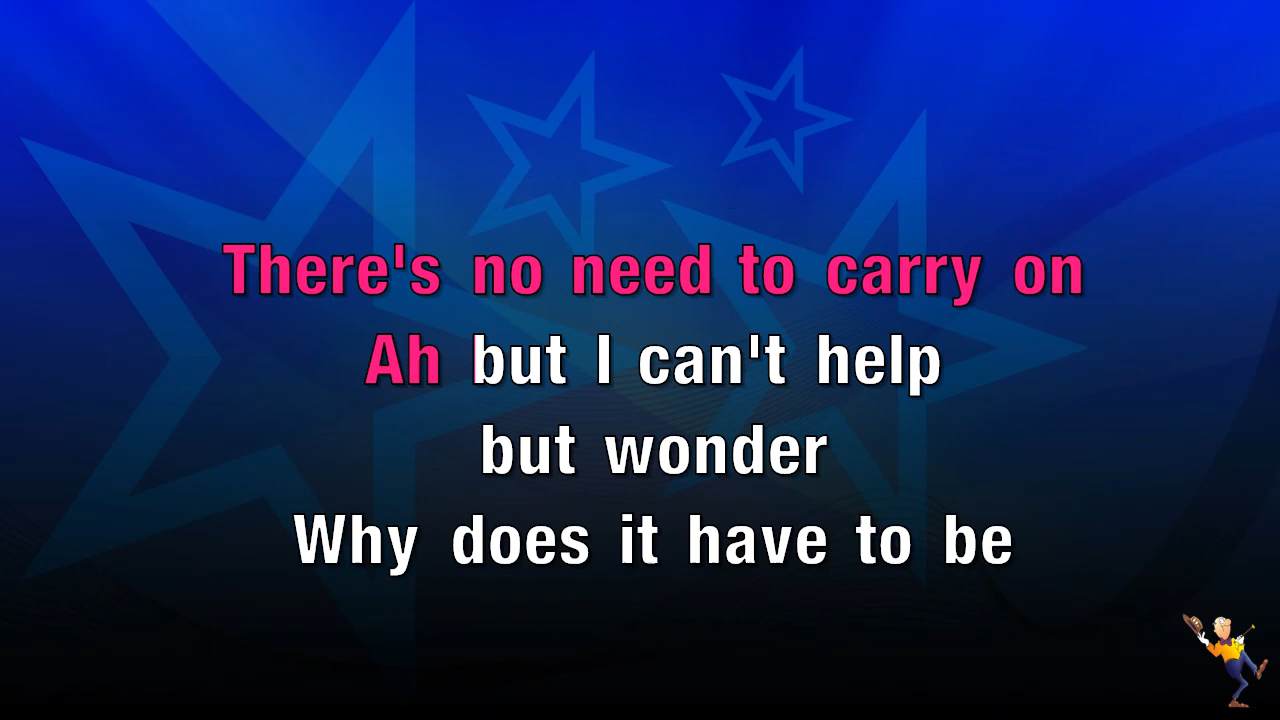 There's no need to carry on
Ah but I can't help
but wonder
Why does it have to be